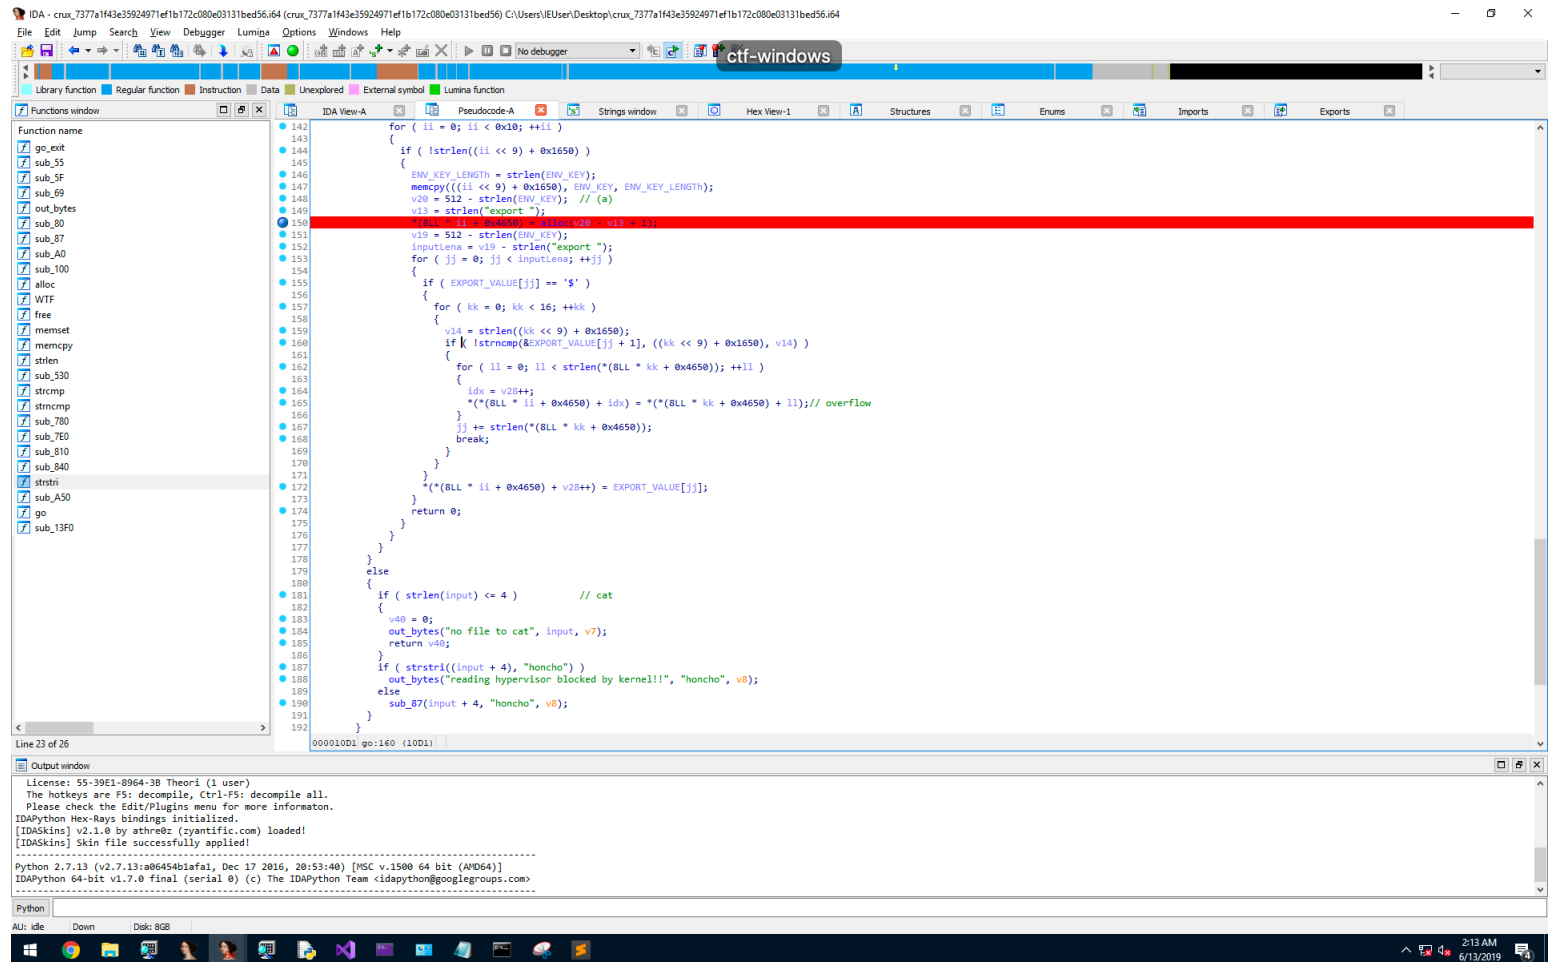 IDA - crux_7377a1f43e35924971ef1b172c080e03131bed56.i64 (crux_7377a1f43e35924971ef1b172c080e03131bed56) C:\Users\IEUser\Desktop\crux_7377a1f43e35924971ef1b172c080e03131bed56.i64
File Edit Jump Search View Debugger Lumina Options Windows Help
No debugger
ctf-windows
Library function Regular function Instruction Data Unexplored External symbol Lumina function
Functions window
IDA View-A Pseudocode-A Strings window Hex View-1 Structures Enums Imports Exports
Function name
go_exit
sub_55
sub_5F
sub_69
out_bytes
sub_80
sub_87
sub_A0
sub_100
alloc
WTF
free
memset
memcpy
strlen
sub_530
strcmp
strncmp
sub_780
sub_7E0
sub_810
sub_840
strstri
sub_A50
go
sub_13F0
Line 23 of 26
142 for ( ii = 0; ii < 0x10; ++ii )
143 {
144 if ( !strlen((ii << 9) + 0x1650) )
145 {
146 ENV_KEY_LENGTh = strlen(ENV_KEY);
147 memcpy(((ii << 9) + 0x1650), ENV_KEY, ENV_KEY_LENGTh);
148 v20 = 512 - strlen(ENV_KEY); // (a)
149 v13 = strlen("export ");
150 *(8LL * ii + 0x4650) = alloc(v20 - v13 + 1);
151 v19 = 512 - strlen(ENV_KEY);
152 inputLena = v19 - strlen("export ");
153 for ( jj = 0; jj < inputLena; ++jj )
154 {
155 if ( EXPORT_VALUE[jj] == '$' )
156 {
157 for ( kk = 0; kk < 16; ++kk )
158 {
159 v14 = strlen((kk << 9) + 0x1650);
160 if ( !strncmp(&EXPORT_VALUE[jj + 1], ((kk << 9) + 0x1650), v14) )
161 {
162 for ( ll = 0; ll < strlen(*(8LL * kk + 0x4650)); ++ll )
163 {
164 idx = v28++;
165 *(*(8LL * ii + 0x4650) + idx) = *(*(8LL * kk + 0x4650) + ll);// overflow
166 }
167 jj += strlen(*(8LL * kk + 0x4650));
168 break;
169 }
170 }
171 }
172 *(*(8LL * ii + 0x4650) + v28++) = EXPORT_VALUE[jj];
173 }
174 return 0;
175 }
176 }
177 }
178 }
179 else
180 {
181 if ( strlen(input) <= 4 ) // cat
182 {
183 v40 = 0;
184 out_bytes("no file to cat", input, v7);
185 return v40;
186 }
187 if ( strstri((input + 4), "honcho") )
188 out_bytes("reading hypervisor blocked by kernel!!", "honcho", v8);
189 else
190 sub_87(input + 4, "honcho", v8);
191 }
192 }
000010D1 go:160 (10D1)
Output window
License: 55-39E1-8964-3B Theori (1 user)
The hotkeys are F5: decompile, Ctrl-F5: decompile all.
Please check the Edit/Plugins menu for more informaton.
IDAPython Hex-Rays bindings initialized.
[IDASkins] v2.1.0 by athre0z (zyantific.com) loaded!
[IDASkins] Skin file successfully applied!
---------------------------------------------------------------------------------------------
Python 2.7.13 (v2.7.13:a06454b1afa1, Dec 17 2016, 20:53:40) [MSC v.1500 64 bit (AMD64)]
IDAPython 64-bit v1.7.0 final (serial 0) (c) The IDAPython Team <idapython@googlegroups.com>
---------------------------------------------------------------------------------------------
Python
AU: idle Down Disk: 8GB
2:13 AM
6/13/2019
4